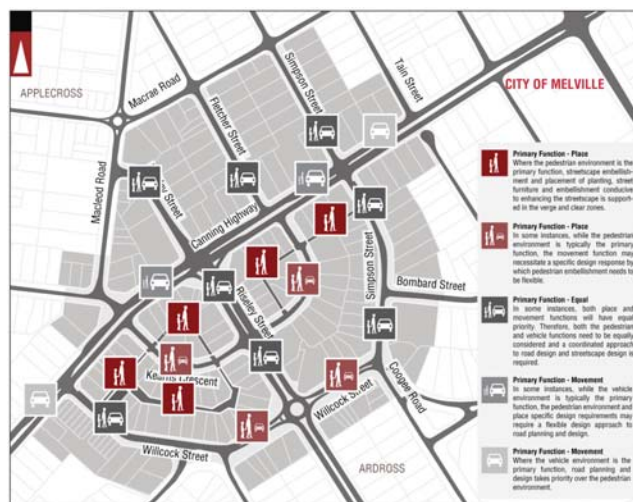 APPLECROSS
Macrae Road
Fletcher Street
Simpson Street
Tain Street
CITY OF MELVILLE
Macleod Road
Canning Highway
Riseley Street
Simpson Street
Bombard Street
Kearns Crescent
Willcock Street
Willcock Street
Coogee Road
ARDROSS
Primary Function - Place
Where the pedestrian environment is the
primary function, streetscape embellish-
ment and placement of planting, street
furniture and embellishment conducive
to enhancing the streetscape is support-
ed in the verge and clear zones.
Primary Function - Place
In some instances, while the pedestrian
environment is typically the primary
function, the movement function may
necessitate a specific design response by
which pedestrian embellishment needs to
be flexible.
Primary Function - Equal
In some instances, both place and
movement functions will have equal
priority. Therefore, both the pedestrian
and vehicle functions need to be equally
considered and a coordinated approach
to road design and streetscape design is
required.
Primary Function - Movement
In some instances, while the vehicle
environment is typically the primary
function, the pedestrian environment and
place specific design requirements may
require a flexible design approach to
road planning and design.
Primary Function - Movement
Where the vehicle environment is the
primary function, road planning and
design takes priority over the pedestrian
environment.